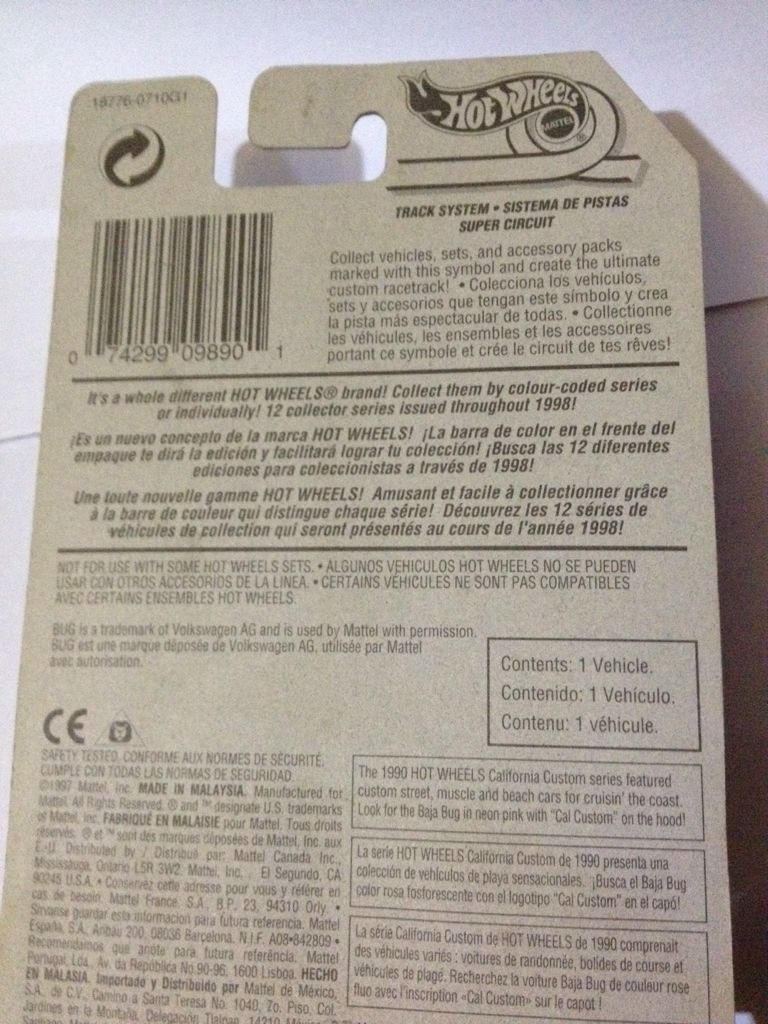 18776-0710G1
HOT WHEELS
MATTEL
®
TRACK SYSTEM • SISTEMA DE PISTAS
SUPER CIRCUIT
Collect vehicles, sets, and accessory packs
marked with this symbol and create the ultimate
custom racetrack! • Colecciona los vehículos,
sets y accesorios que tengan este símbolo y crea
la pista más espectacular de todas. • Collectionne
les véhicules, les ensembles et les accessoires
portant ce symbole et crée le circuit de tes rêves!
0 74299 09890 1
It's a whole different HOT WHEELS® brand! Collect them by colour-coded series
or individually! 12 collector series issued throughout 1998!
¡Es un nuevo concepto de la marca HOT WHEELS! ¡La barra de color en el frente del
empaque te dirá la edición y facilitará lograr tu colección! ¡Busca las 12 diferentes
ediciones para coleccionistas a través de 1998!
Une toute nouvelle gamme HOT WHEELS! Amusant et facile à collectionner grâce
à la barre de couleur qui distingue chaque série! Découvrez les 12 séries de
véhicules de collection qui seront présentés au cours de l'année 1998!
NOT FOR USE WITH SOME HOT WHEELS SETS. • ALGUNOS VEHICULOS HOT WHEELS NO SE PUEDEN
USAR CON OTROS ACCESORIOS DE LA LINEA. • CERTAINS VÉHICULES NE SONT PAS COMPATIBLES
AVEC CERTAINS ENSEMBLES HOT WHEELS.
BUG is a trademark of Volkswagen AG and is used by Mattel with permission.
BUG est une marque déposée de Volkswagen AG, utilisée par Mattel
avec autorisation.
Contents: 1 Vehicle.
Contenido: 1 Vehículo.
Contenu: 1 véhicule.
CE
SAFETY TESTED. CONFORME AUX NORMES DE SÉCURITÉ.
CUMPLE CON TODAS LAS NORMAS DE SEGURIDAD.
©1997 Mattel, Inc. MADE IN MALAYSIA. Manufactured for
Mattel. All Rights Reserved. ® and ™ designate U.S. trademarks
of Mattel, Inc. FABRIQUÉ EN MALAISIE pour Mattel. Tous droits
réservés. ® et ™ sont des marques déposées de Mattel, Inc. aux
É.-U. Distributed by / Distribué par: Mattel Canada Inc.,
Mississauga, Ontario L5R 3W2. Mattel, Inc., El Segundo, CA
90245 U.S.A. • Conservez cette adresse pour vous y référer en
cas de besoin. Mattel France. S.A., B.P. 23, 94310 Orly. •
Sirvanse guardar esta informacion para futura referencia. Mattel
España, S.A. Aribau 200. 08036 Barcelona. N.I.F. A08-842809 •
Recomendamos que anote para futura referência. Mattel
Portugal, Lda. Av. da República No.90-96, 1600 Lisboa. HECHO
EN MALASIA. Importado y Distribuido por Mattel de México,
S.A. de C.V., Camino a Santa Teresa No. 1040, 7o. Piso, Col.
Jardines en la Montaña, Delegación Tlalpan, 14210
The 1990 HOT WHEELS California Custom series featured
custom street, muscle and beach cars for cruisin' the coast.
Look for the Baja Bug in neon pink with "Cal Custom" on the hood!
La serie HOT WHEELS California Custom de 1990 presenta una
colección de vehículos de playa sensacionales. ¡Busca el Baja Bug
color rosa fosforescente con el logotipo "Cal Custom" en el capó!
La série California Custom de HOT WHEELS de 1990 comprenait
des véhicules variés : voitures de randonnée, bolides de course et
véhicules de plage. Recherchez la voiture Baja Bug de couleur rose
fluo avec l'inscription «Cal Custom» sur le capot !